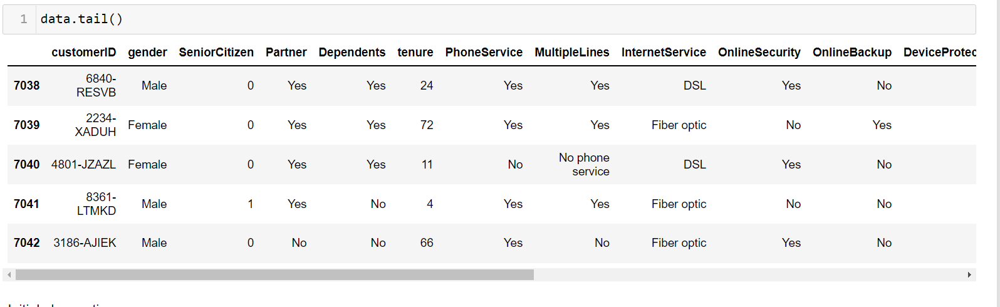 1 data.tail()
customerID gender SeniorCitizen Partner Dependents tenure PhoneService MultipleLines InternetService OnlineSecurity OnlineBackup DeviceProtec
7038 6840-RESVB Male 0 Yes Yes 24 Yes Yes DSL Yes No
7039 2234-XADUH Female 0 Yes Yes 72 Yes Yes Fiber optic No Yes
7040 4801-JZAZL Female 0 Yes Yes 11 No No phone service DSL Yes No
7041 8361-LTMKD Male 1 Yes No 4 Yes Yes Fiber optic No No
7042 3186-AJIEK Male 0 No No 66 Yes No Fiber optic Yes No